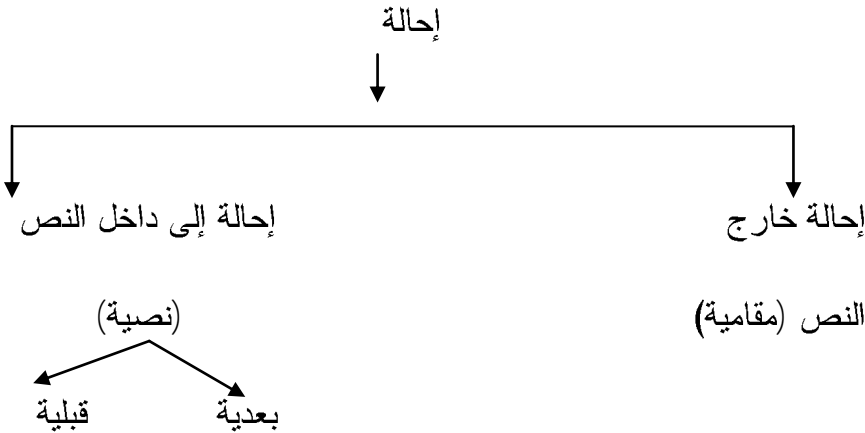 إحالة
إحالة خارج
النص (مقامية)
إحالة إلى داخل النص
(نصية)
بعدية
قبلية